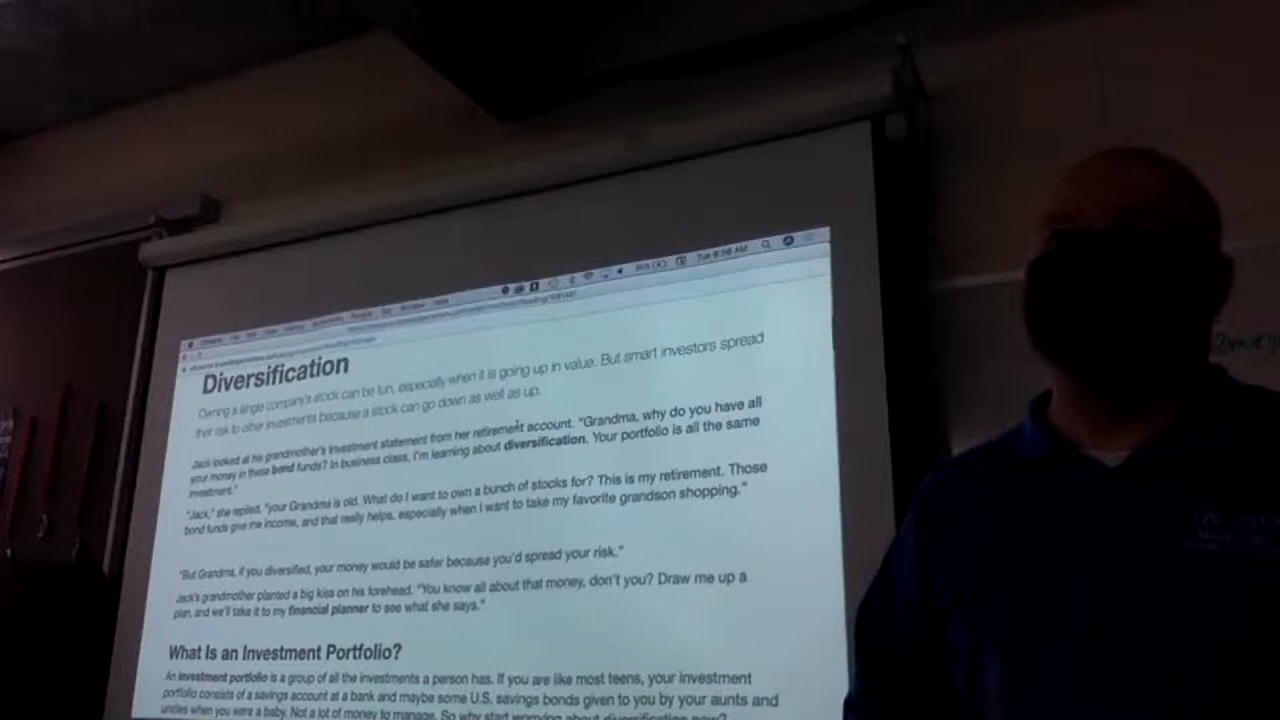 Tue 9:56 AM
Diversification
Owning a single company's stock can be fun, especially when it is going up in value. But smart investors spread
their risk to other investments because a stock can go down as well as up.
Jack looked at his grandmother's investment statement from her retirement account. "Grandma, why do you have all
your money in these bond funds? In business class, I'm learning about diversification. Your portfolio is all the same
investment."
"Jack," she replied, "your Grandma is old. What do I want to own a bunch of stocks for? This is my retirement. Those
bond funds give me income, and that really helps, especially when I want to take my favorite grandson shopping."
"But Grandma, if you diversified, your money would be safer because you'd spread your risk."
Jack's grandmother planted a big kiss on his forehead. "You know all about that money, don't you? Draw me up a
plan, and we'll take it to my financial planner to see what she says."
What Is an Investment Portfolio?
An investment portfolio is a group of all the investments a person has. If you are like most teens, your investment
portfolio consists of a savings account at a bank and maybe some U.S. savings bonds given to you by your aunts and
uncles when you were a baby. Not a lot of money to manage. So why start worrying about diversification now?